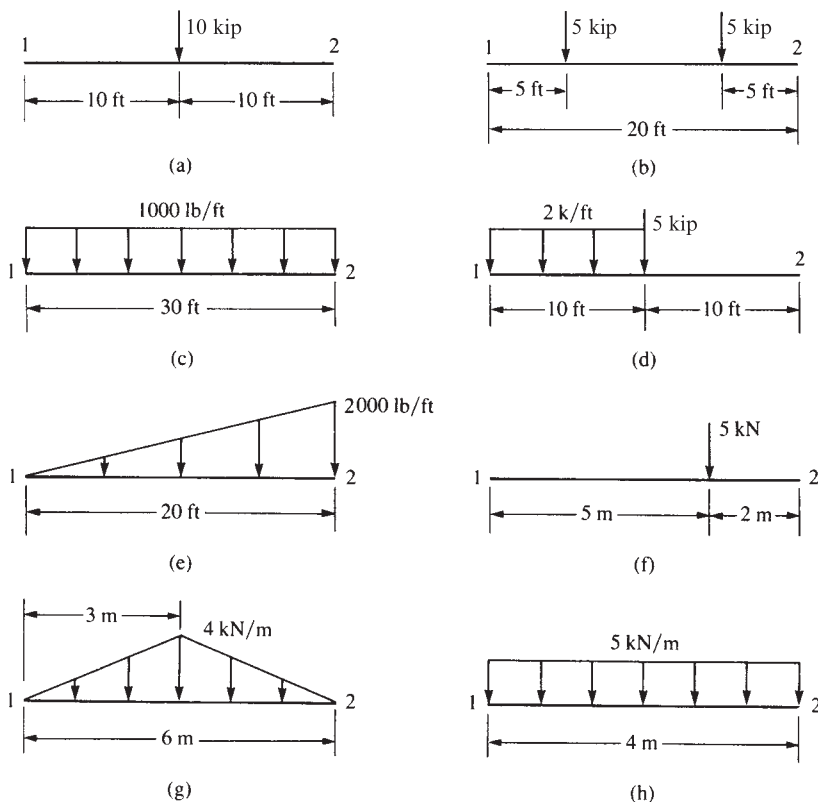 10 kip
1 2
10 ft 10 ft
(a)
5 kip 5 kip
1 2
5 ft 5 ft
20 ft
(b)
1000 lb/ft
1 2
30 ft
(c)
2 k/ft 5 kip
1 2
10 ft 10 ft
(d)
2000 lb/ft
1 2
20 ft
(e)
5 kN
1 2
5 m 2 m
(f)
3 m
4 kN/m
1 2
6 m
(g)
5 kN/m
1 2
4 m
(h)